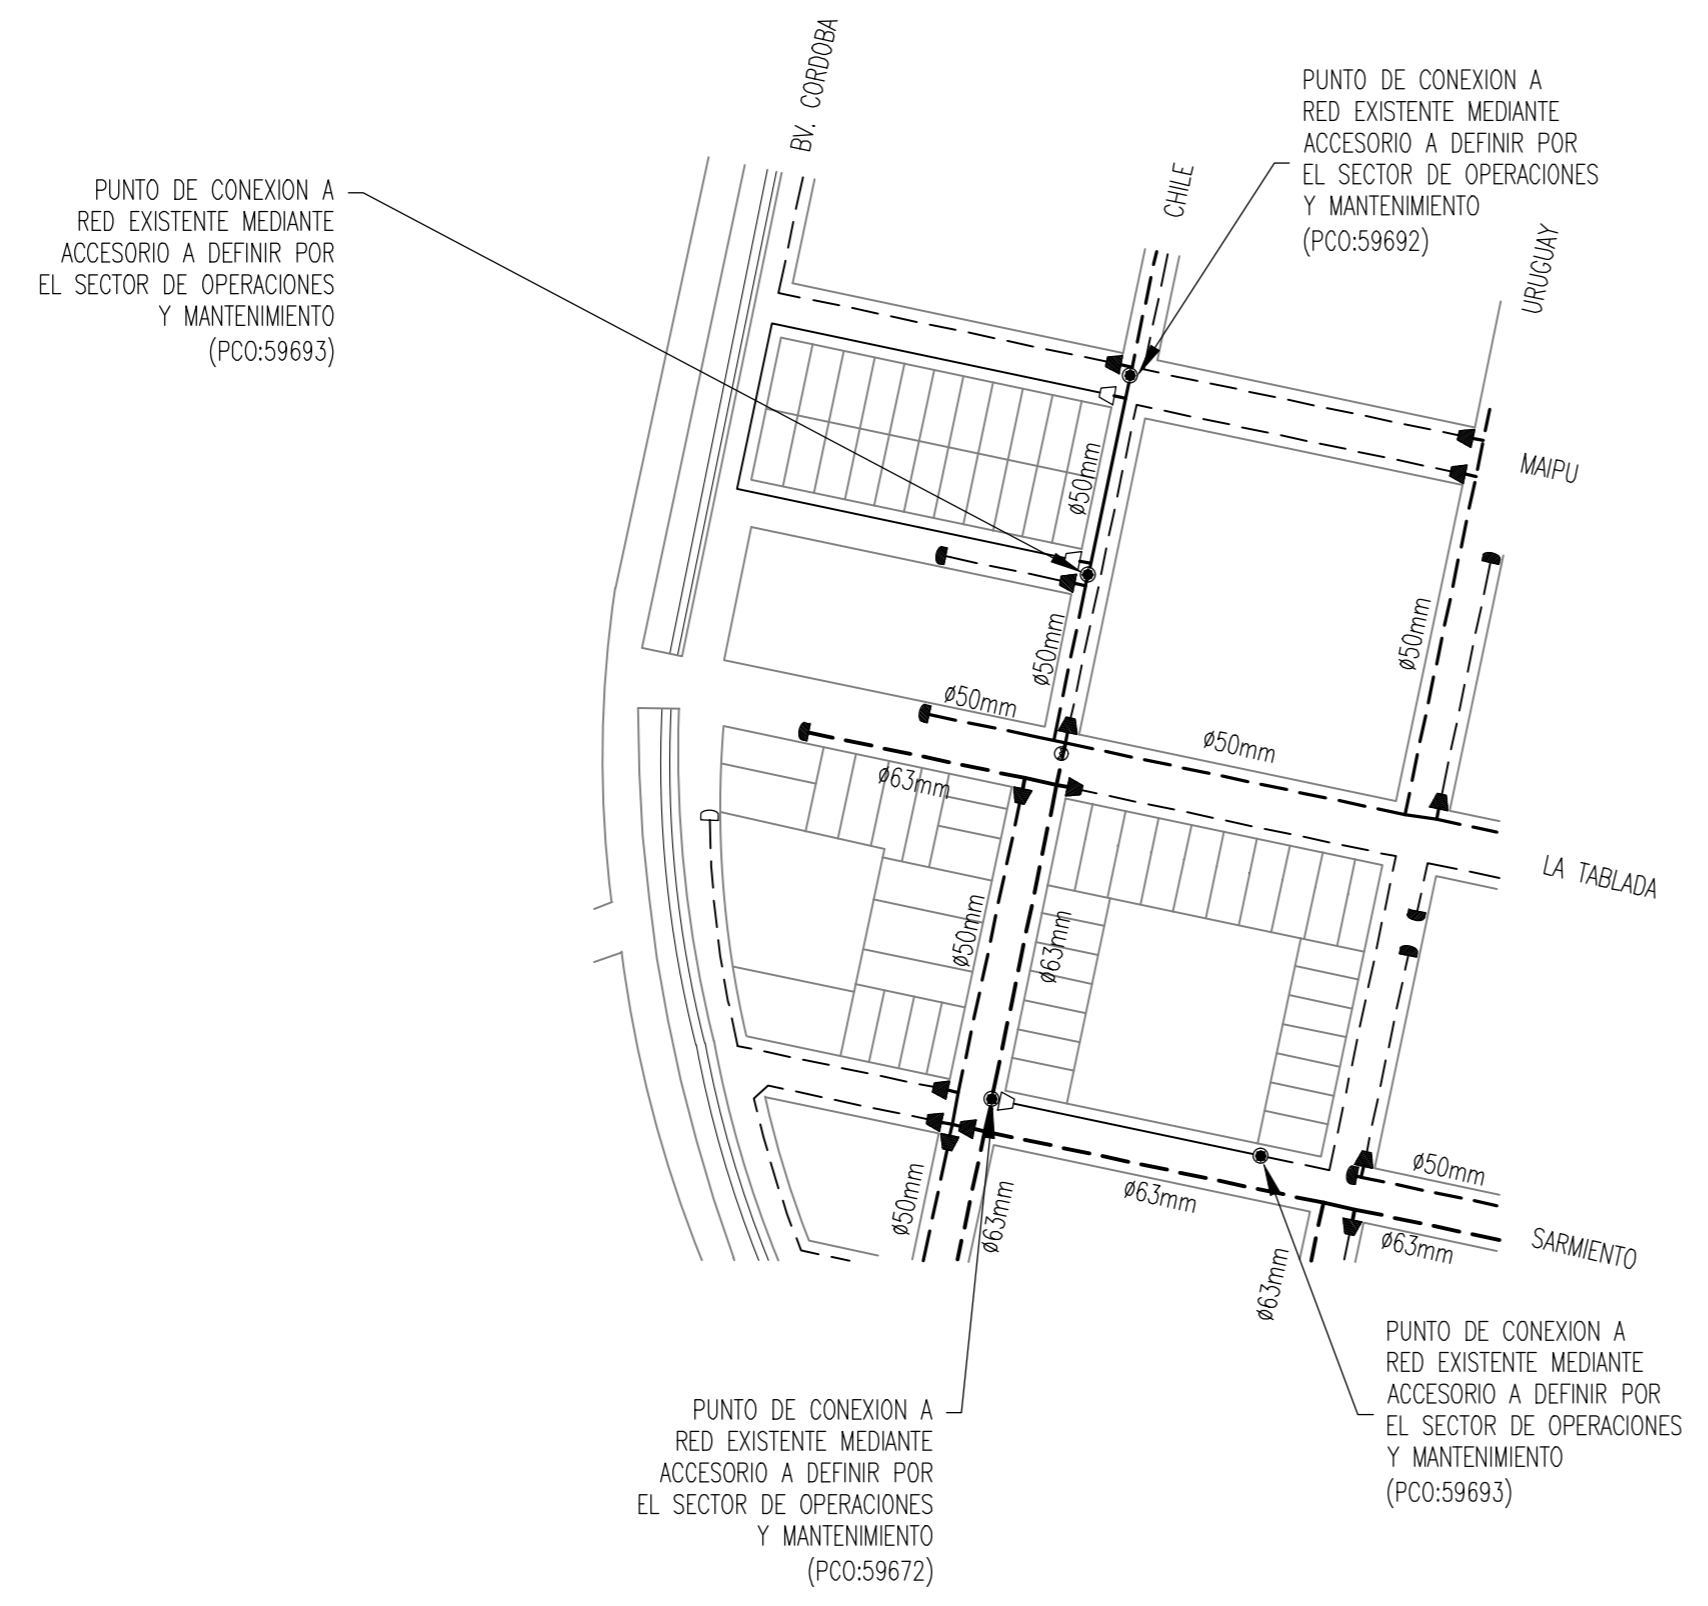 BV. CORDOBA
PUNTO DE CONEXION A
RED EXISTENTE MEDIANTE
ACCESORIO A DEFINIR POR
EL SECTOR DE OPERACIONES
Y MANTENIMIENTO
(PCO:59692)
CHILE
PUNTO DE CONEXION A
RED EXISTENTE MEDIANTE
ACCESORIO A DEFINIR POR
EL SECTOR DE OPERACIONES
Y MANTENIMIENTO
(PCO:59693)
URUGUAY
MAIPU
ø50mm
ø50mm
ø50mm
ø50mm
ø50mm
ø63mm
LA TABLADA
ø50mm
ø63mm
ø50mm
ø63mm
ø50mm
ø63mm
ø63mm
ø63mm
SARMIENTO
PUNTO DE CONEXION A
RED EXISTENTE MEDIANTE
ACCESORIO A DEFINIR POR
EL SECTOR DE OPERACIONES
Y MANTENIMIENTO
(PCO:59693)
PUNTO DE CONEXION A
RED EXISTENTE MEDIANTE
ACCESORIO A DEFINIR POR
EL SECTOR DE OPERACIONES
Y MANTENIMIENTO
(PCO:59672)